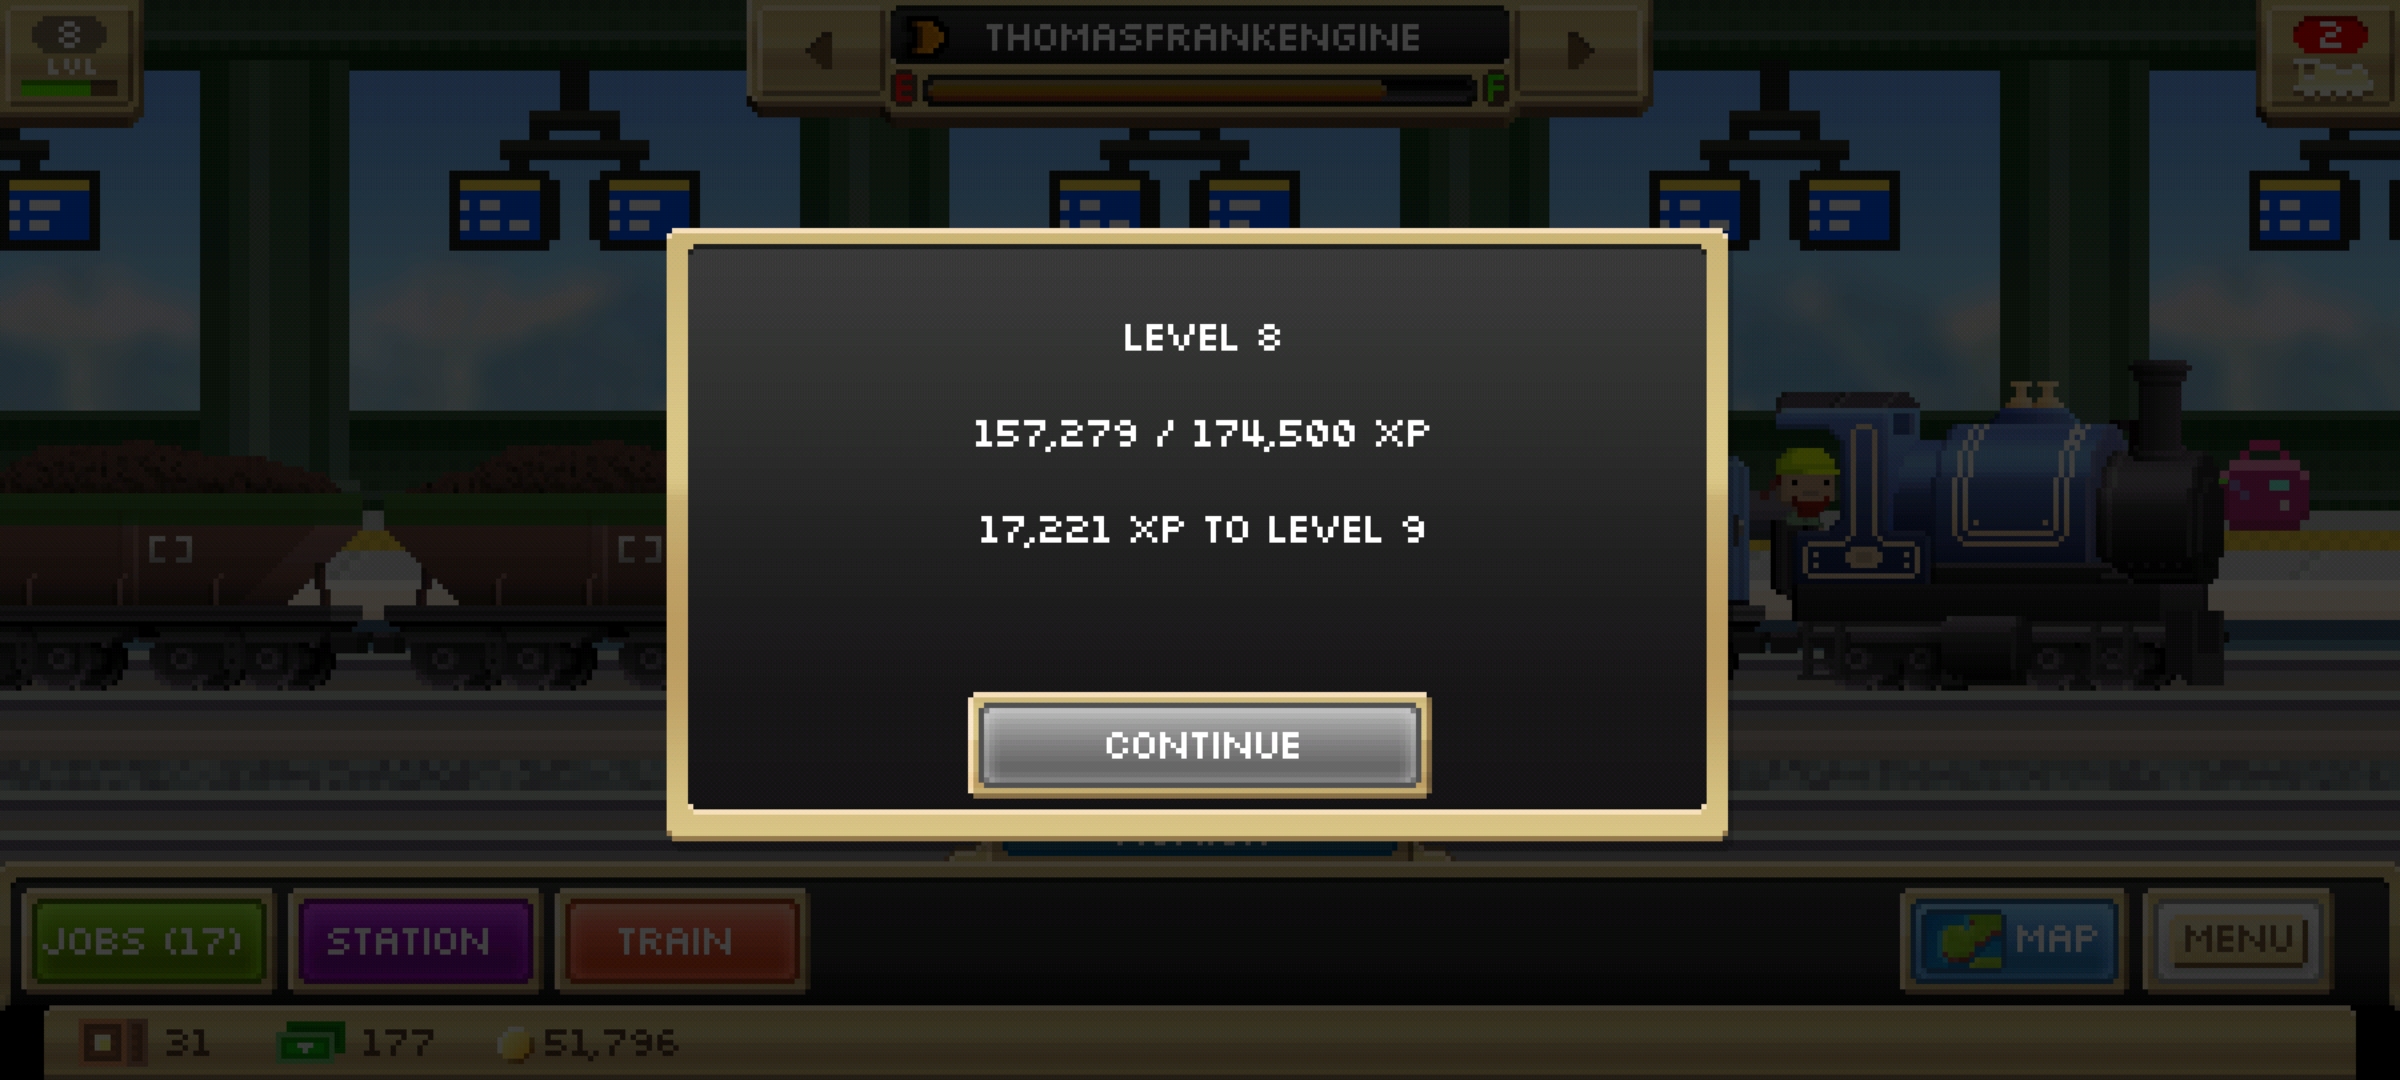 8
LVL
THOMASFRANKENGINE
E
F
2
LEVEL 8
157,279 / 174,500 XP
17,221 XP TO LEVEL 9
CONTINUE
JOBS (17)
STATION
TRAIN
MAP
MENU
31
177
51,796